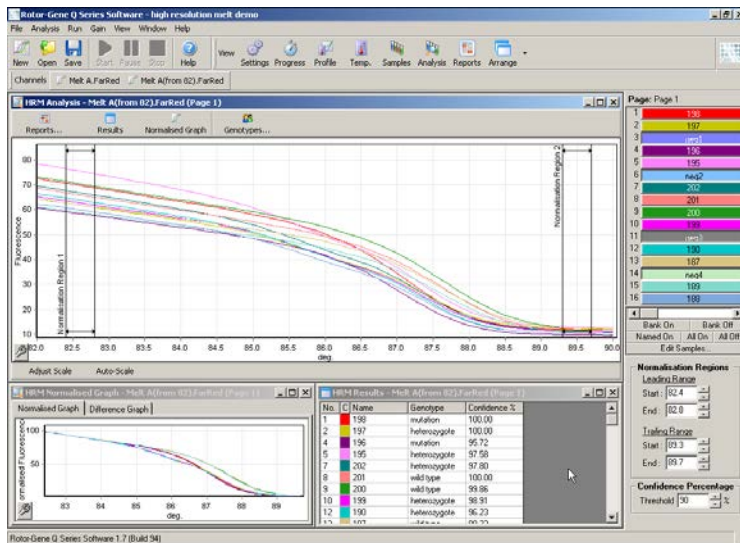 Rotor-Gene Q Series Software - high resolution melt demo
File Analysis Run Gain View Window Help
New Open Save Start Pause Stop Help View Settings Progress Profile Temp. Samples Analysis Reports Arrange
Channels Melt A.FarRed Melt A(from 82).FarRed
HRM Analysis - Melt A(from 82).FarRed (Page 1)
Reports... Results Normalised Graph Genotypes...
80
70
60
50
40
30
20
10
Fluorescence
Normalisation Region 1
Normalisation Region 2
82.0 82.5 83.0 83.5 84.0 84.5 85.0 85.5 86.0 86.5 87.0 87.5 88.0 88.5 89.0 89.5 90.0
deg.
Adjust Scale Auto-Scale
HRM Normalised Graph - Melt A(from 82).FarRed (Page 1)
Normalised Graph Difference Graph
100
50
83 84 85 86 87 88 89
deg.
HRM Results - Melt A(from 82).FarRed (Page 1)
No. C Name Genotype Confidence %
1 198 mutation 100.00
2 197 heterozygote 100.00
4 196 mutation 95.72
5 195 heterozygote 97.58
7 202 heterozygote 97.80
8 201 wild type 100.00
9 200 wild type 99.86
10 199 heterozygote 98.91
12 190 heterozygote 96.23
Page: Page 1
1 198
2 197
3 neg1
4 196
5 195
6 neg2
7 202
8 201
9 200
10 199
11 neg3
12 190
13 187
14 neg4
15 189
16 188
Bank On Bank Off
Named On All On All Off
Edit Samples...
Normalisation Regions
Leading Range
Start: 82.4
End: 82.8
Trailing Range
Start: 89.3
End: 89.7
Confidence Percentage
Threshold 90 %
Rotor-Gene Q Series Software 1.7 (Build 94)